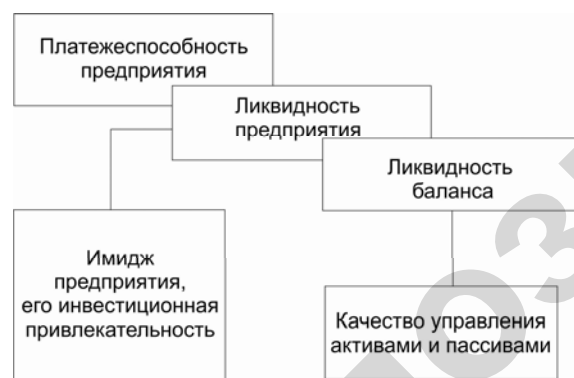 Платежеспособность
предприятия
Ликвидность
предприятия
Ликвидность
баланса
Имидж
предприятия,
его инвестиционная
привлекательность
Качество управления
активами и пассивами